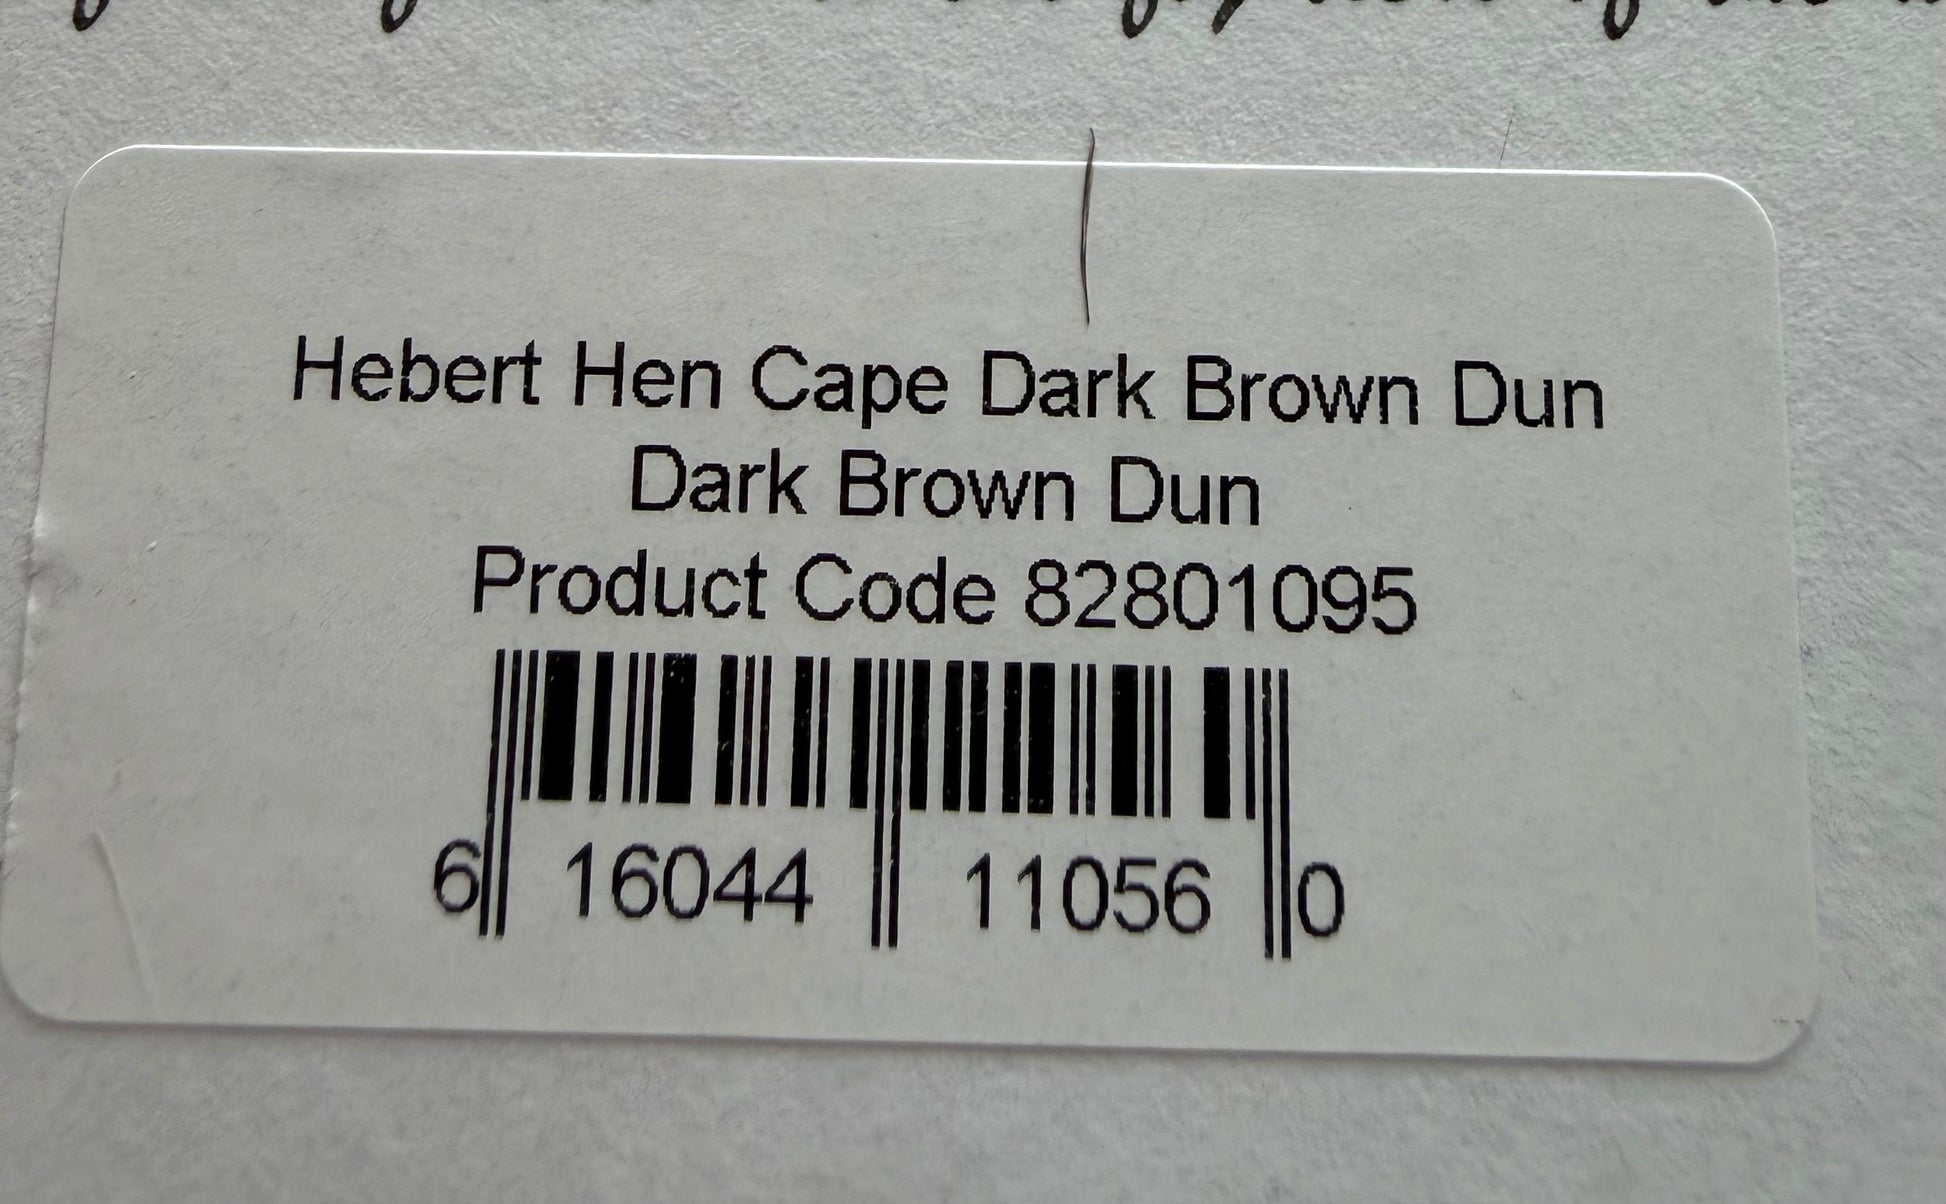 Hebert Hen Cape Dark Brown Dun
Dark Brown Dun
Product Code 82801095
6 16044 11056 0